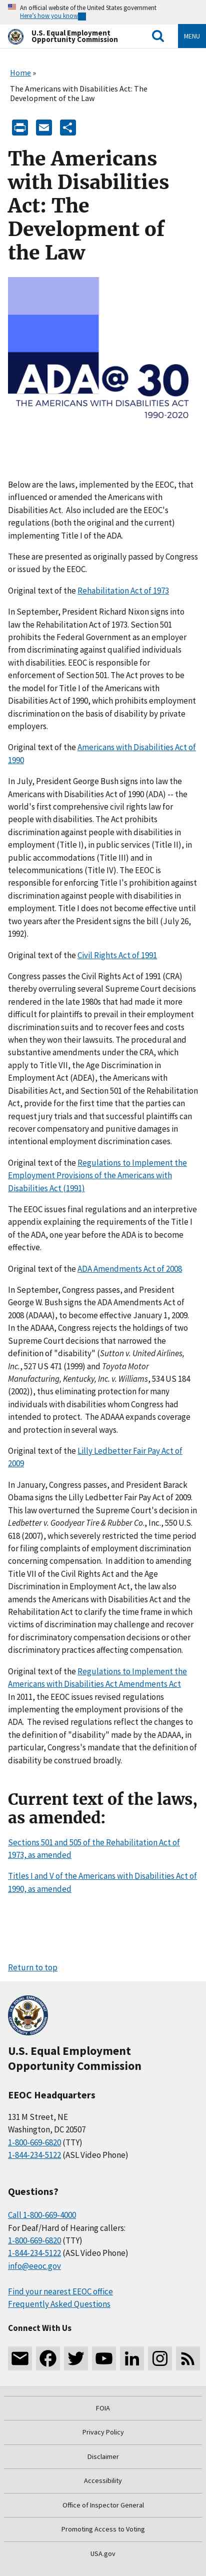 An official website of the United States government
Here's how you know
U.S. Equal Employment
Opportunity Commission
MENU
Home »
The Americans with Disabilities Act: The
Development of the Law
The Americans
with Disabilities
Act: The
Development of
the Law
ADA@ 30
THE AMERICANS WITH DISABILITIES ACT
1990-2020
Below are the laws, implemented by the EEOC, that
influenced or amended the Americans with
Disabilities Act. Also included are the EEOC's
regulations (both the original and the current)
implementing Title I of the ADA.
These are presented as originally passed by Congress
or issued by the EEOC.
Original text of the Rehabilitation Act of 1973
In September, President Richard Nixon signs into
law the Rehabilitation Act of 1973. Section 501
prohibits the Federal Government as an employer
from discriminating against qualified individuals
with disabilities. EEOC is responsible for
enforcement of Section 501. The Act proves to be
the model for Title I of the Americans with
Disabilities Act of 1990, which prohibits employment
discrimination on the basis of disability by private
employers.
Original text of the Americans with Disabilities Act of
1990
In July, President George Bush signs into law the
Americans with Disabilities Act of 1990 (ADA) -- the
world's first comprehensive civil rights law for
people with disabilities. The Act prohibits
discrimination against people with disabilities in
employment (Title I), in public services (Title II), in
public accommodations (Title III) and in
telecommunications (Title IV). The EEOC is
responsible for enforcing Title I's prohibition against
discrimination against people with disabilities in
employment. Title I does not become effective until
two years after the President signs the bill (July 26,
1992).
Original text of the Civil Rights Act of 1991
Congress passes the Civil Rights Act of 1991 (CRA)
thereby overruling several Supreme Court decisions
rendered in the late 1980s that had made it more
difficult for plaintiffs to prevail in their employment
discrimination suits and to recover fees and costs
when they won their lawsuits. The amendments to
the various statutes made under the CRA, which
apply to Title VII, the Age Discrimination in
Employment Act (ADEA), the Americans with
Disabilities Act, and Section 501 of the Rehabilitation
Act, provide for the first time that the parties can
request jury trials and that successful plaintiffs can
recover compensatory and punitive damages in
intentional employment discrimination cases.
Original text of the Regulations to Implement the
Employment Provisions of the Americans with
Disabilities Act (1991)
The EEOC issues final regulations and an interpretive
appendix explaining the requirements of the Title I
of the ADA, one year before the ADA is to become
effective.
Original text of the ADA Amendments Act of 2008
In September, Congress passes, and President
George W. Bush signs the ADA Amendments Act of
2008 (ADAAA), to become effective January 1, 2009.
In the ADAAA, Congress rejects the holdings of
several Supreme Court decisions that narrowed the
definition of "disability" (Sutton v. United Airlines,
Inc., 527 US 471 (1999) and Toyota Motor
Manufacturing, Kentucky, Inc. v. Williams, 534 US 184
(2002)), thus eliminating many individuals whom
Congress had intended to cover from the
protections of the act. The ADAAA expands coverage
and protection in several ways.
Original text of the Lilly Ledbetter Fair Pay Act of
2009
In January, Congress passes, and President Barack
Obama signs the Lilly Ledbetter Fair Pay Act of 2009.
This law overturned the Supreme Court's decision in
Ledbetter v. Goodyear Tire & Rubber Co., Inc., 550 U.S.
618 (2007), which severely restricted the time period
for filing complaints of employment discrimination
concerning compensation. In addition to amending
Title VII of the Civil Rights Act and the Age
Discrimination in Employment Act, the law also
amends the Americans with Disabilities Act and the
Rehabilitation Act to clarify the time frame in which
victims of discrimination may challenge and recover
for discriminatory compensation decisions or other
discriminatory practices affecting compensation.
Original text of the Regulations to Implement the
Americans with Disabilities Act Amendments Act
In 2011, the EEOC issues revised regulations
implementing the employment provisions of the
ADA. The revised regulations reflect the changes to
the definition of "disability" made by the ADAAA, in
particular, Congress's mandate that the definition of
disability be construed broadly.
Current text of the laws,
as amended:
Sections 501 and 505 of the Rehabilitation Act of
1973, as amended
Titles I and V of the Americans with Disabilities Act of
1990, as amended
Return to top
U.S. Equal Employment
Opportunity Commission
EEOC Headquarters
131 M Street, NE
Washington, DC 20507
1-800-669-6820 (TTY)
1-844-234-5122 (ASL Video Phone)
Questions?
Call 1-800-669-4000
For Deaf/Hard of Hearing callers:
1-800-669-6820 (TTY)
1-844-234-5122 (ASL Video Phone)
info@eeoc.gov
Find your nearest EEOC office
Frequently Asked Questions
Connect With Us
FOIA
Privacy Policy
Disclaimer
Accessibility
Office of Inspector General
Promoting Access to Voting
USA.gov